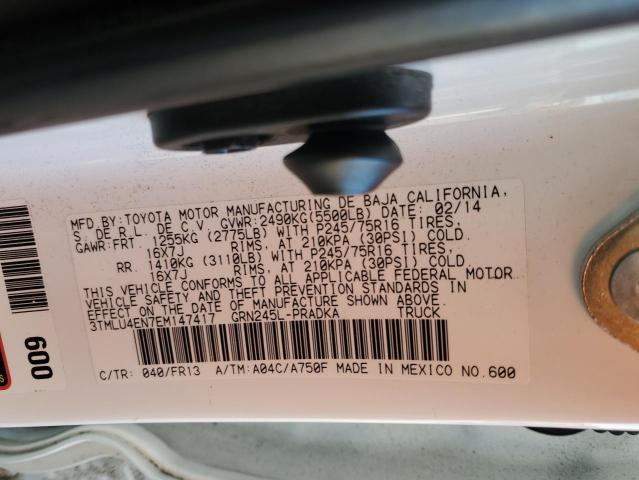 MFD.BY:TOYOTA MOTOR MANUFACTURING DE BAJA CALIFORNIA,
S. DE R.L. DE C.V. GVWR:2490KG(5500LB) DATE: 02/14
GAWR:FRT. 1255KG (2775LB) WITH P245/75R16 TIRES,
16X7J RIMS, AT 210KPA (30PSI) COLD.
RR. 1410KG (3110LB) WITH P245/75R16 TIRES,
16X7J RIMS, AT 210KPA (30PSI) COLD.
THIS VEHICLE CONFORMS TO ALL APPLICABLE FEDERAL MOTOR
VEHICLE SAFETY AND THEFT PREVENTION STANDARDS IN
EFFECT ON THE DATE OF MANUFACTURE SHOWN ABOVE.
3TMLU4EN7EM147417 GRN245L-PRADKA TRUCK
C/TR: 040/FR13 A/TM:A04C/A750F MADE IN MEXICO NO.600
600